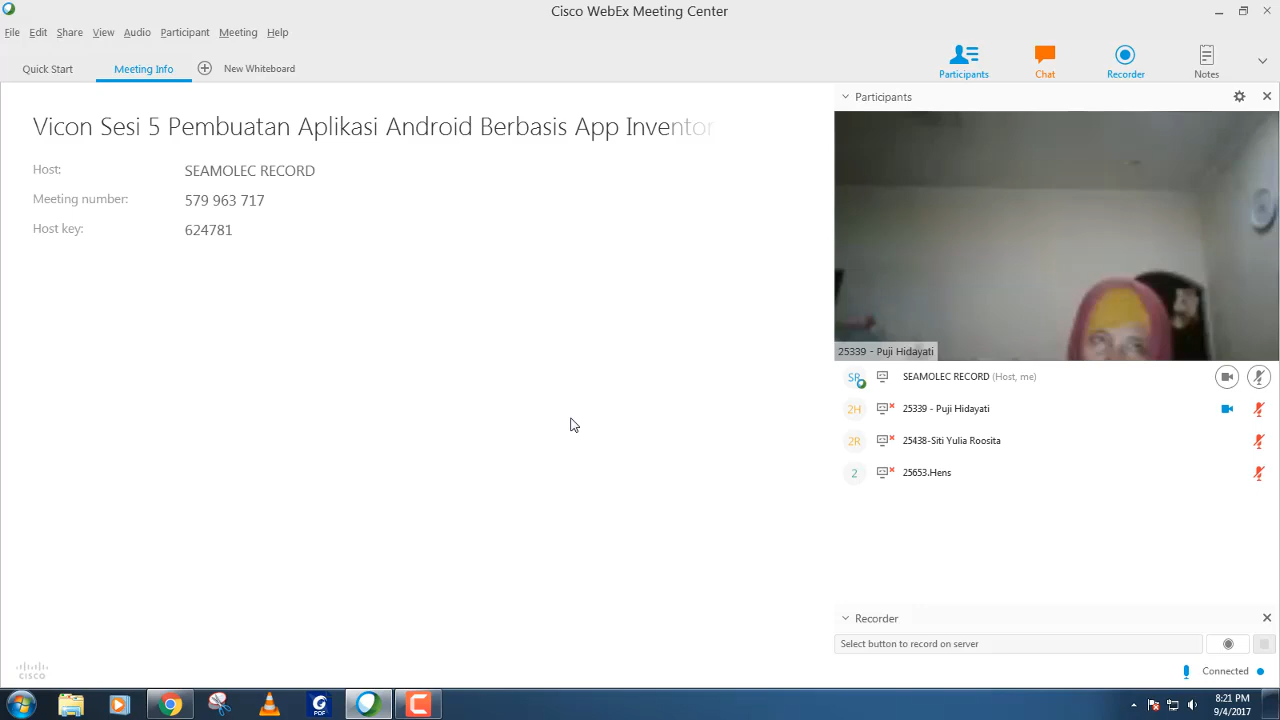 Cisco WebEx Meeting Center
File Edit Share View Audio Participant Meeting Help
Quick Start
Meeting Info
New Whiteboard
Participants
Chat
Recorder
Notes
Vicon Sesi 5 Pembuatan Aplikasi Android Berbasis App Inventor
Host: SEAMOLEC RECORD
Meeting number: 579 963 717
Host key: 624781
Participants
25339 - Puji Hidayati
SR SEAMOLEC RECORD (Host, me)
2H 25339 - Puji Hidayati
2R 25438-Siti Yulia Roosita
2 25653.Hens
Recorder
Select button to record on server
Connected
CISCO
PDF
8:21 PM
9/4/2017